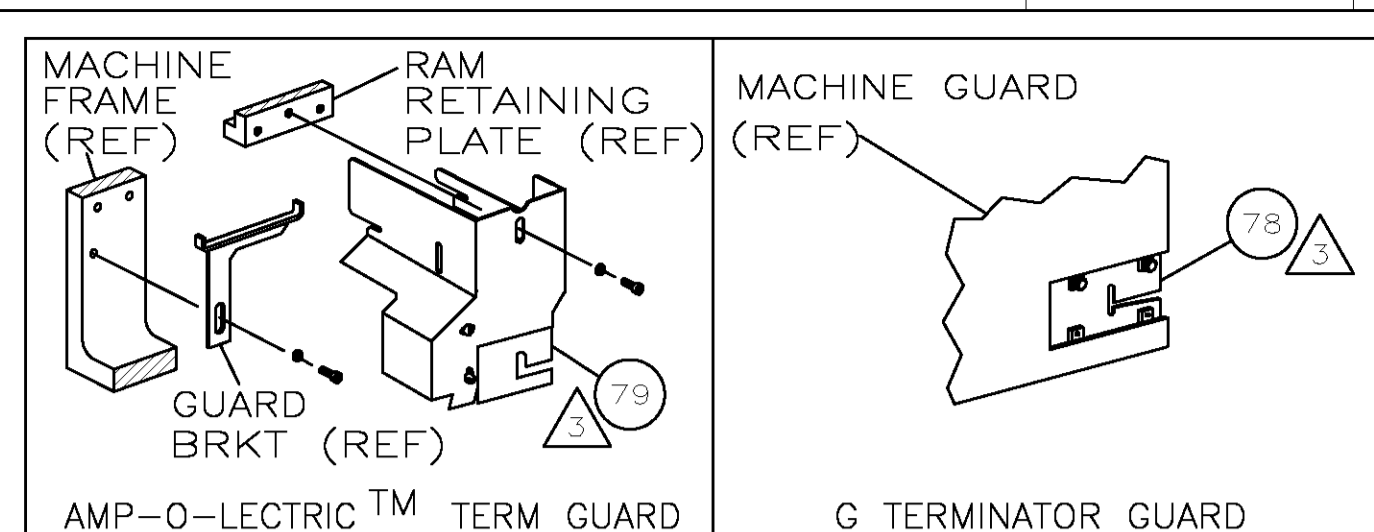 MACHINE
FRAME
(REF)
RAM
RETAINING
PLATE (REF)
79
3
GUARD
BRKT (REF)
AMP-O-LECTRIC TM TERM GUARD
MACHINE GUARD
(REF)
78
3
G TERMINATOR GUARD